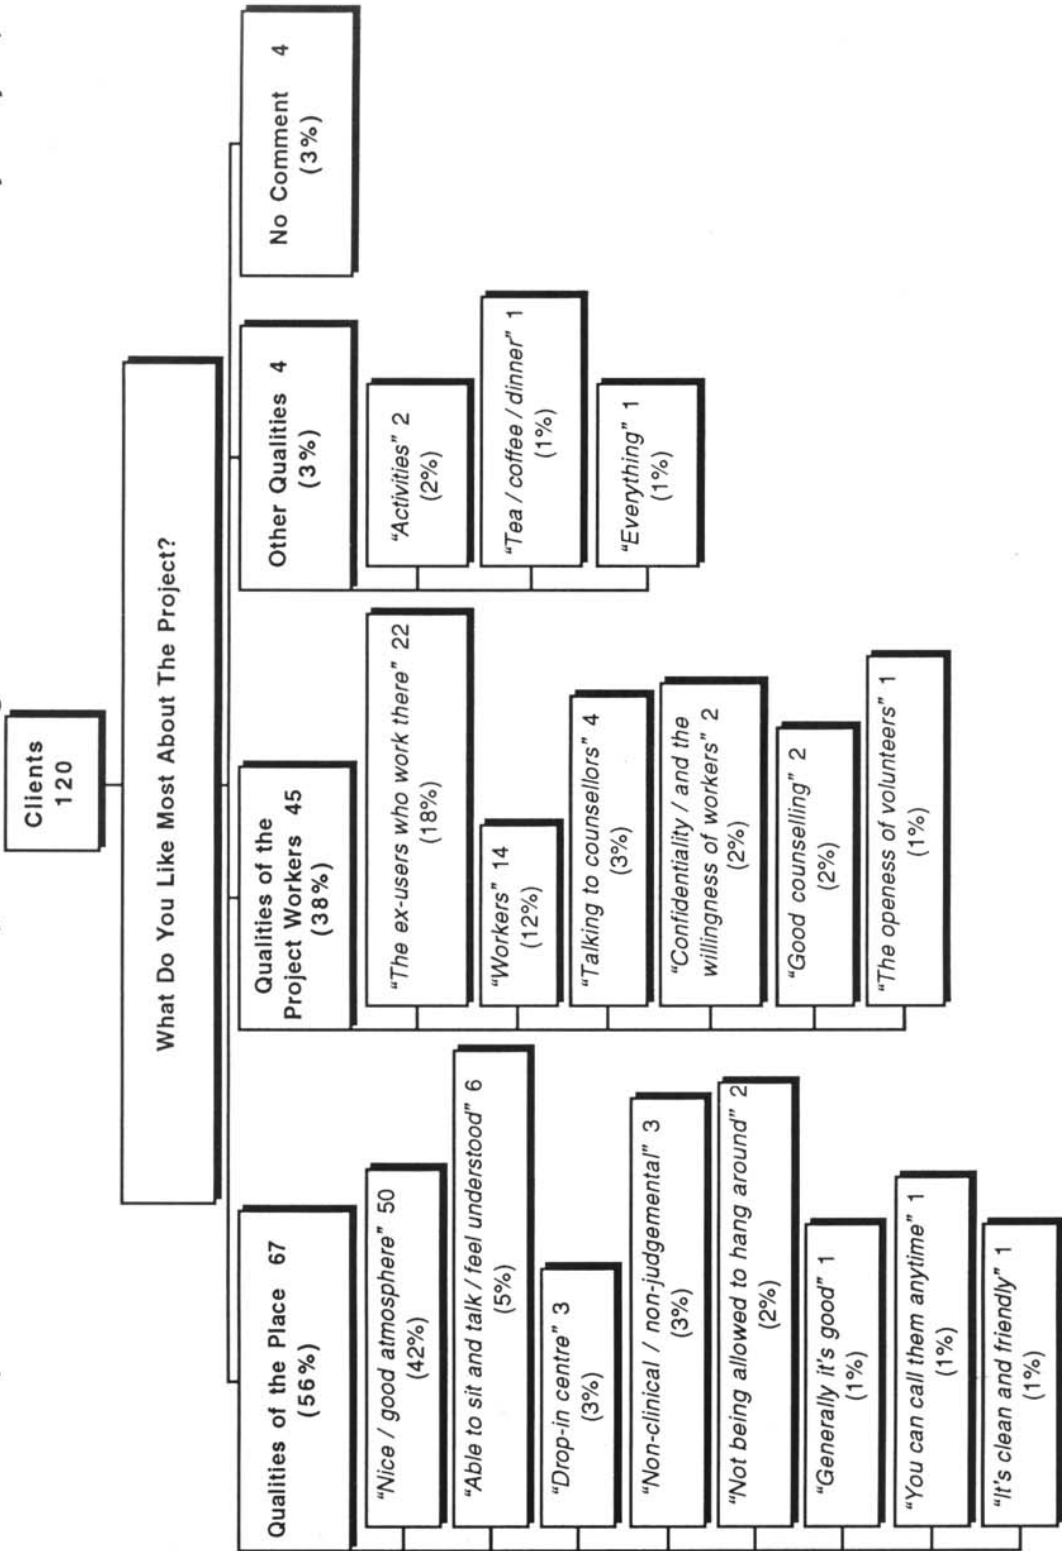 Clients
120
What Do You Like Most About The Project?
Qualities of the Place 67
(56%)
"Nice / good atmosphere" 50
(42%)
"Able to sit and talk / feel understood" 6
(5%)
"Drop-in centre" 3
(3%)
"Non-clinical / non-judgemental" 3
(3%)
"Not being allowed to hang around" 2
(2%)
"Generally it's good" 1
(1%)
"You can call them anytime" 1
(1%)
"It's clean and friendly" 1
(1%)
Qualities of the
Project Workers 45
(38%)
"The ex-users who work there" 22
(18%)
"Workers" 14
(12%)
"Talking to counsellors" 4
(3%)
"Confidentiality / and the
willingness of workers" 2
(2%)
"Good counselling" 2
(2%)
"The openess of volunteers" 1
(1%)
Other Qualities 4
(3%)
"Activities" 2
(2%)
"Tea / coffee / dinner" 1
(1%)
"Everything" 1
(1%)
No Comment 4
(3%)